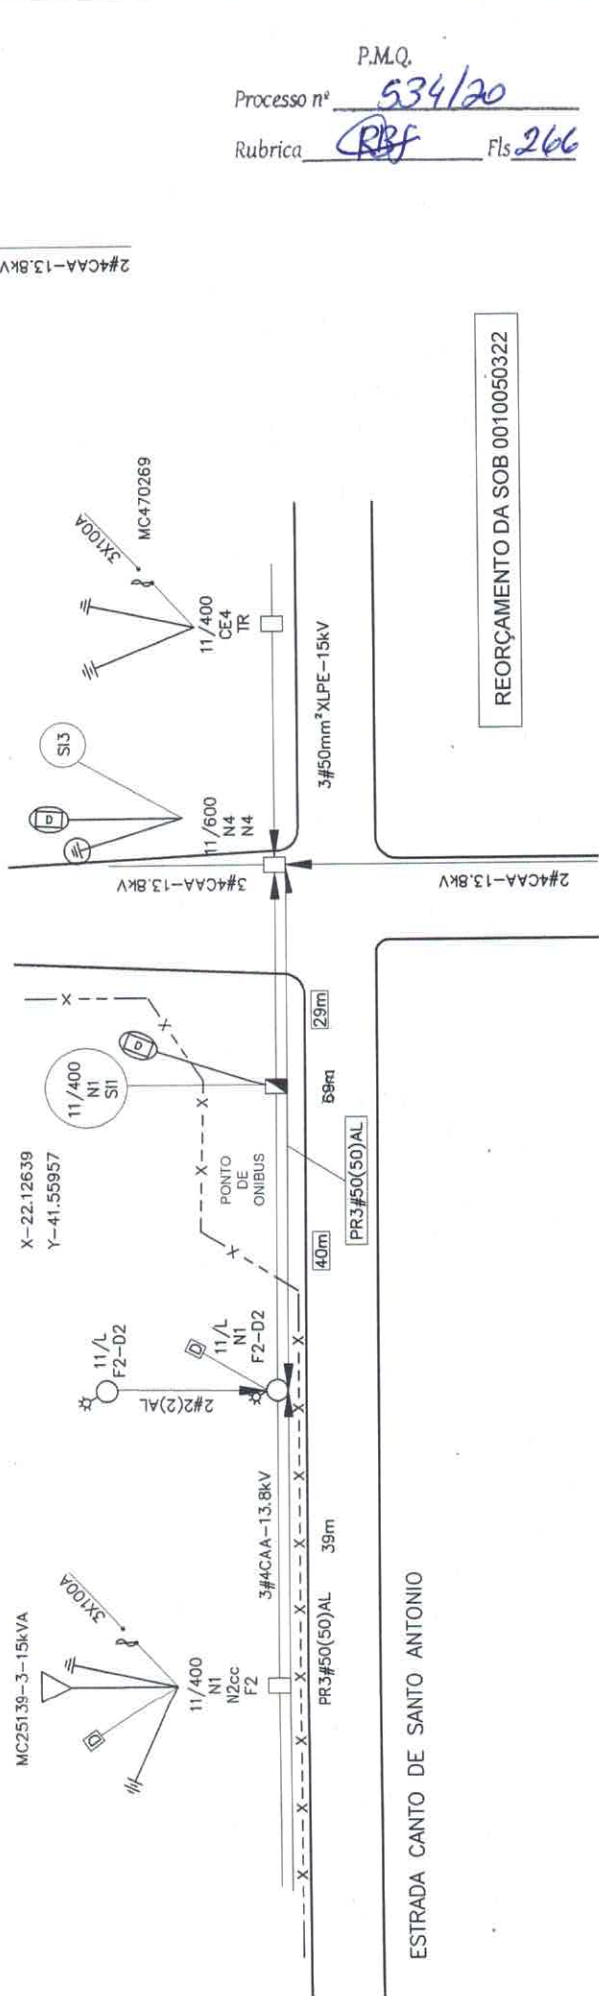 P.M.Q.
Processo nº 534/20
Rubrica RBf Fls 266
2#4CAA-13.8kV
REORÇAMENTO DA SOB 0010050322
MC470269
3X100A
11/400
CE4
TR
SI3
D
11/600
N4
N4
3#50mm²XLPE-15kV
3#4CAA-13.8kV
2#4CAA-13.8kV
29m
D
11/400
N1
SI1
69m
X-22.12639
Y-41.55957
PONTO
DE
ONIBUS
PR3#50(50)AL
40m
11/L
F2-D2
D
11/L
N1
F2-D2
2#2(2)AL
3#4CAA-13.8kV
39m
MC25139-3-15kVA
3X100A
D
11/400
N1
N2cc
F2
PR3#50(50)AL
ESTRADA CANTO DE SANTO ANTONIO